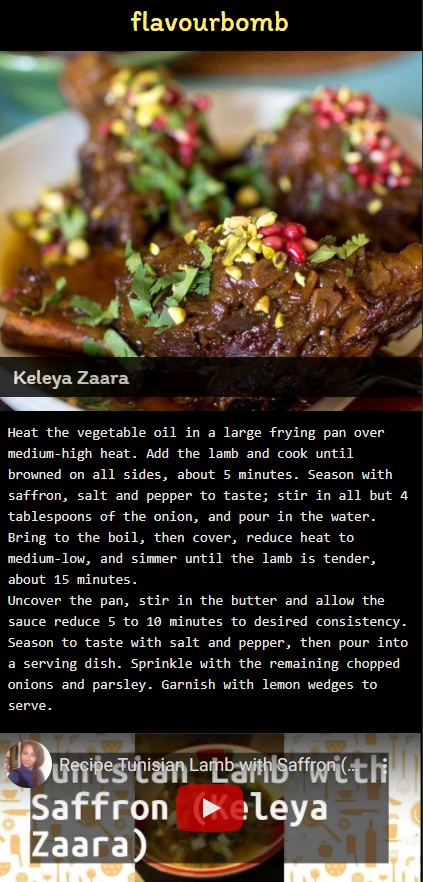 flavourbomb
Keleya Zaara
Heat the vegetable oil in a large frying pan over
medium-high heat. Add the lamb and cook until
browned on all sides, about 5 minutes. Season with
saffron, salt and pepper to taste; stir in all but 4
tablespoons of the onion, and pour in the water.
Bring to the boil, then cover, reduce heat to
medium-low, and simmer until the lamb is tender,
about 15 minutes.
Uncover the pan, stir in the butter and allow the
sauce reduce 5 to 10 minutes to desired consistency.
Season to taste with salt and pepper, then pour into
a serving dish. Sprinkle with the remaining chopped
onions and parsley. Garnish with lemon wedges to
serve.
Recipe Tunisian Lamb with Saffron (...
Tunisian Lamb with
Saffron (Keleya
Zaara)